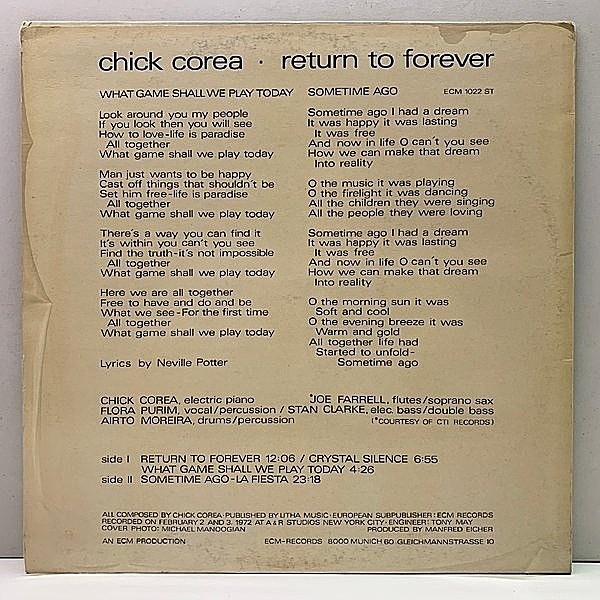 chick corea · return to forever
WHAT GAME SHALL WE PLAY TODAY
Look around you my people
If you look then you will see
How to love-life is paradise
All together
What game shall we play today
Man just wants to be happy
Cast off things that shouldn't be
Set him free-life is paradise
All together
What game shall we play today
There's a way you can find it
It's within you can't you see
Find the truth-it's not impossible
All together
What game shall we play today
Here we are all together
Free to have and do and be
What we see-For the first time
All together
What game shall we play today
Lyrics by Neville Potter
SOMETIME AGO ECM 1022 ST
Sometime ago I had a dream
It was happy it was lasting
It was free
And now in life O can't you see
How we can make that dream
Into reality
O the music it was playing
O the firelight it was dancing
All the children they were singing
All the people they were loving
Sometime ago I had a dream
It was happy it was lasting
It was free
And now in life O can't you see
How we can make that dream
Into reality
O the morning sun it was
Soft and cool
O the evening breeze it was
Warm and gold
All together life had
Started to unfold-
Sometime ago
CHICK COREA, electric piano *JOE FARRELL, flutes/soprano sax
FLORA PURIM, vocal/percussion / STAN CLARKE, elec. bass/double bass
AIRTO MOREIRA, drums/percussion (*COURTESY OF CTI RECORDS)
side I RETURN TO FOREVER 12:06 / CRYSTAL SILENCE 6:55
WHAT GAME SHALL WE PLAY TODAY 4:26
side II SOMETIME AGO-LA FIESTA 23:18
ALL COMPOSED BY CHICK COREA·PUBLISHED BY LITHA MUSIC·EUROPEAN SUBPUBLISHER: ECM RECORDS
RECORDED ON FEBRUARY 2 AND 3. 1972 AT A & R STUDIOS NEW YORK CITY·ENGINEER: TONY MAY
COVER PHOTO: MICHAEL MANOOGIAN PRODUCED BY MANFRED EICHER
AN ECM PRODUCTION ECM-RECORDS 8000 MUNICH 60 GLEICHMANNSTRASSE 10